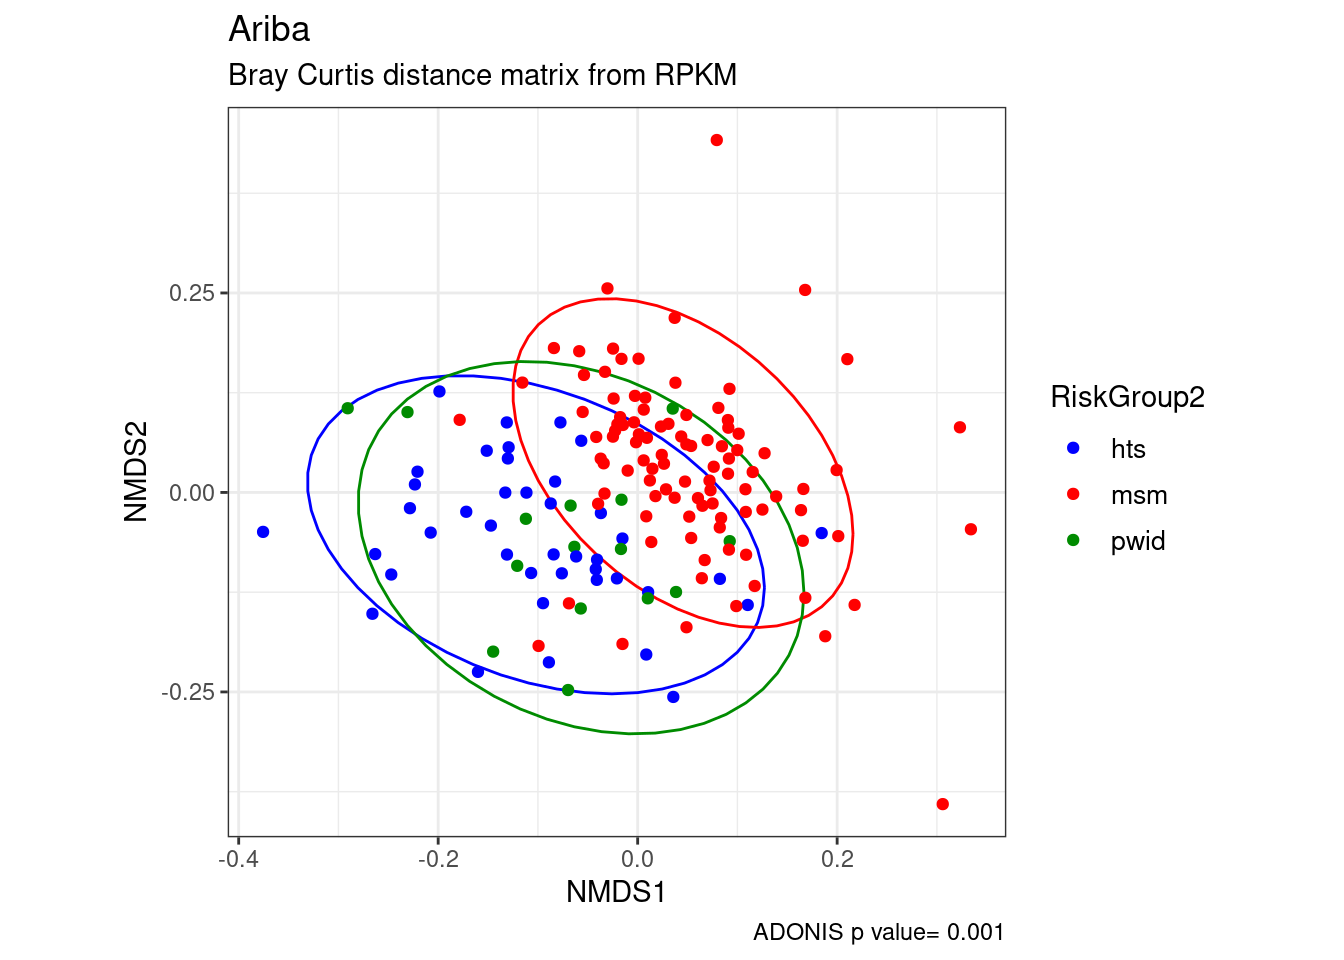 Ariba
Bray Curtis distance matrix from RPKM
NMDS2
0.25
0.00
-0.25
-0.4
-0.2
0.0
0.2
NMDS1
RiskGroup2
hts
msm
pwid
ADONIS p value= 0.001